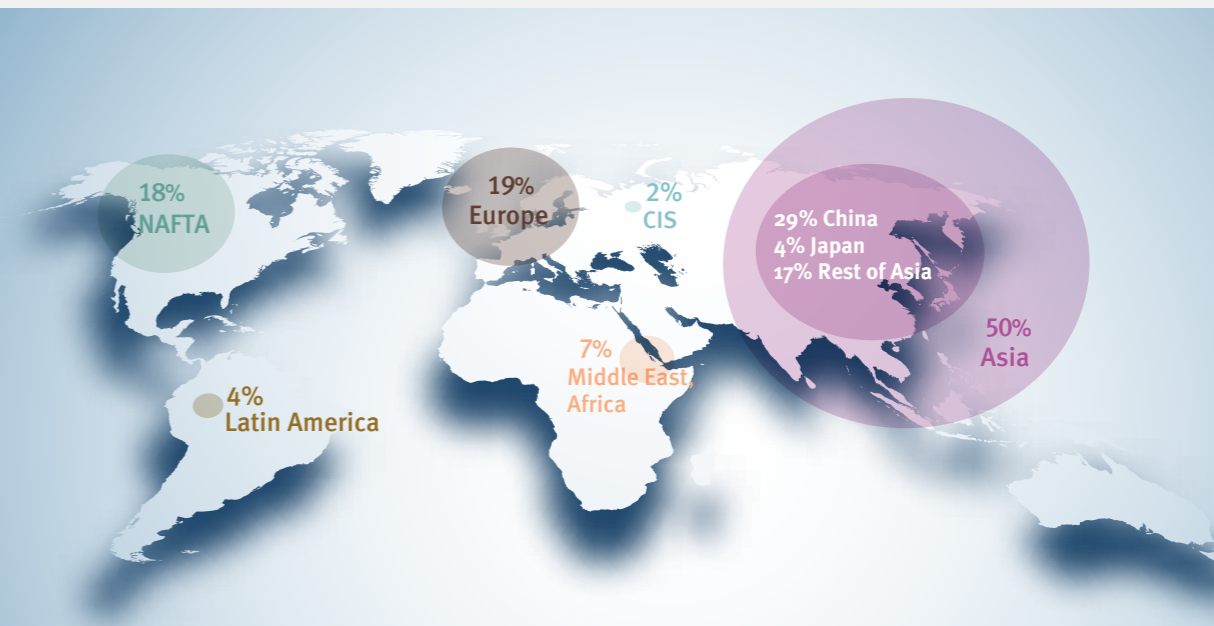 18%
NAFTA
19%
Europe
2%
CIS
29% China
4% Japan
17% Rest of Asia
50%
Asia
7%
Middle East,
Africa
4%
Latin America